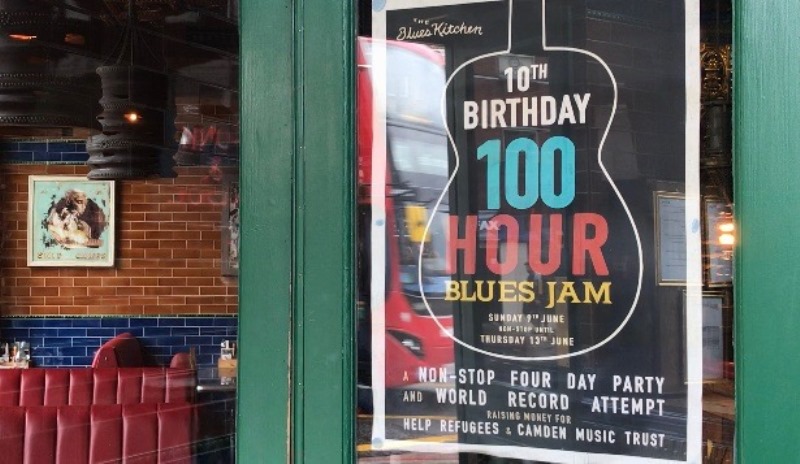 THE
Blues Kitchen
10TH
BIRTHDAY
100
HOUR
BLUES JAM
SUNDAY 9TH JUNE
NON-STOP UNTIL
THURSDAY 13TH JUNE
A NON-STOP FOUR DAY PARTY
AND WORLD RECORD ATTEMPT
RAISING MONEY FOR
HELP REFUGEES & CAMDEN MUSIC TRUST